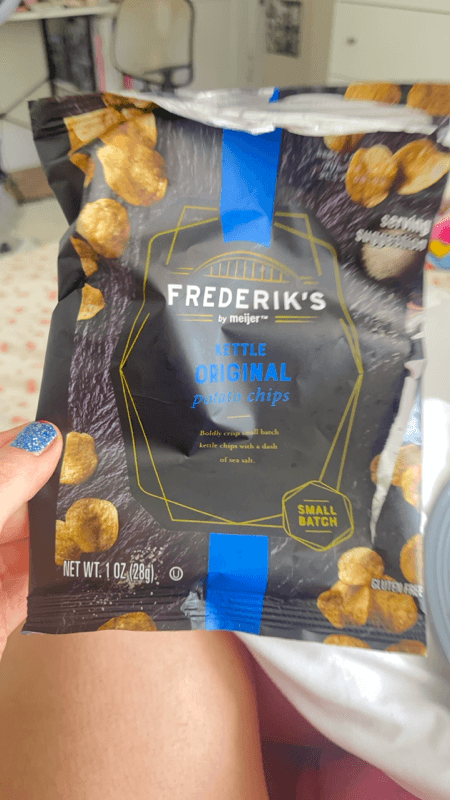 serving
suggestion
FREDERIK'S
by meijer™
KETTLE
ORIGINAL
potato chips
Boldly crisp small batch
kettle chips with a dash
of sea salt.
SMALL
BATCH
NET WT. 1 OZ (28g)
U
GLUTEN FREE